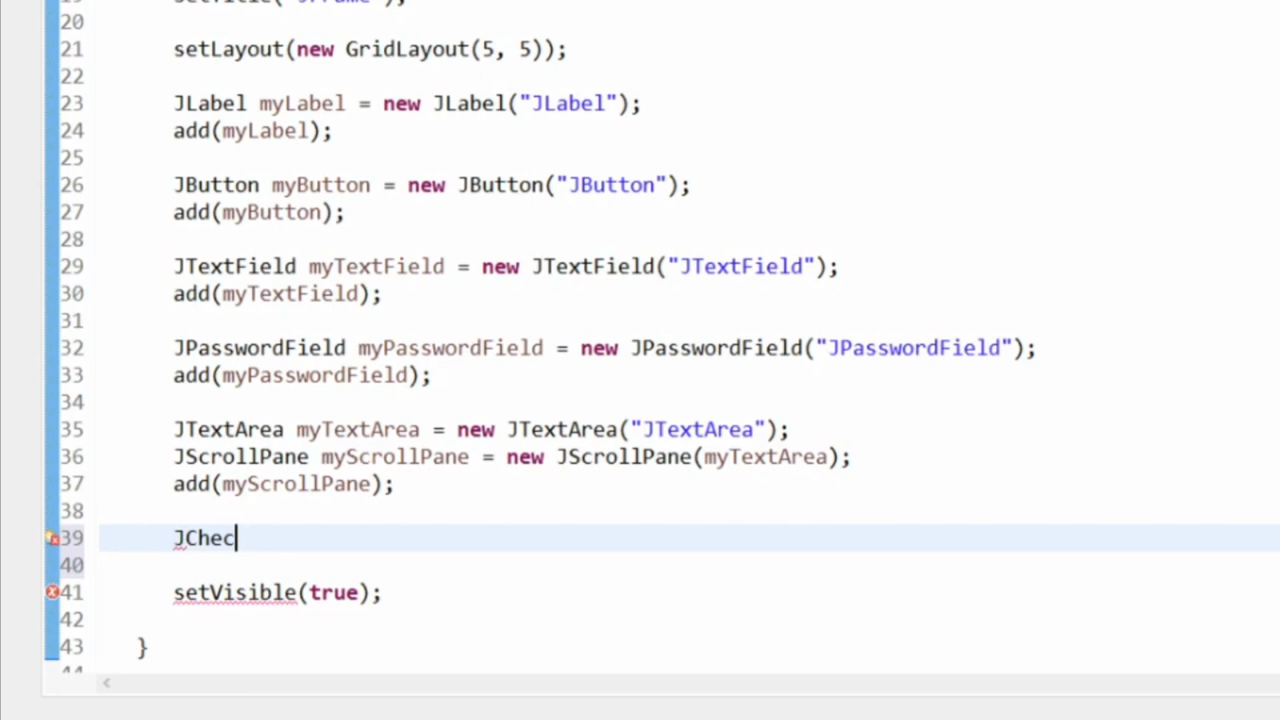 20
21 setLayout(new GridLayout(5, 5));
22
23 JLabel myLabel = new JLabel("JLabel");
24 add(myLabel);
25
26 JButton myButton = new JButton("JButton");
27 add(myButton);
28
29 JTextField myTextField = new JTextField("JTextField");
30 add(myTextField);
31
32 JPasswordField myPasswordField = new JPasswordField("JPasswordField");
33 add(myPasswordField);
34
35 JTextArea myTextArea = new JTextArea("JTextArea");
36 JScrollPane myScrollPane = new JScrollPane(myTextArea);
37 add(myScrollPane);
38
39 JChec
40
41 setVisible(true);
42
43 }